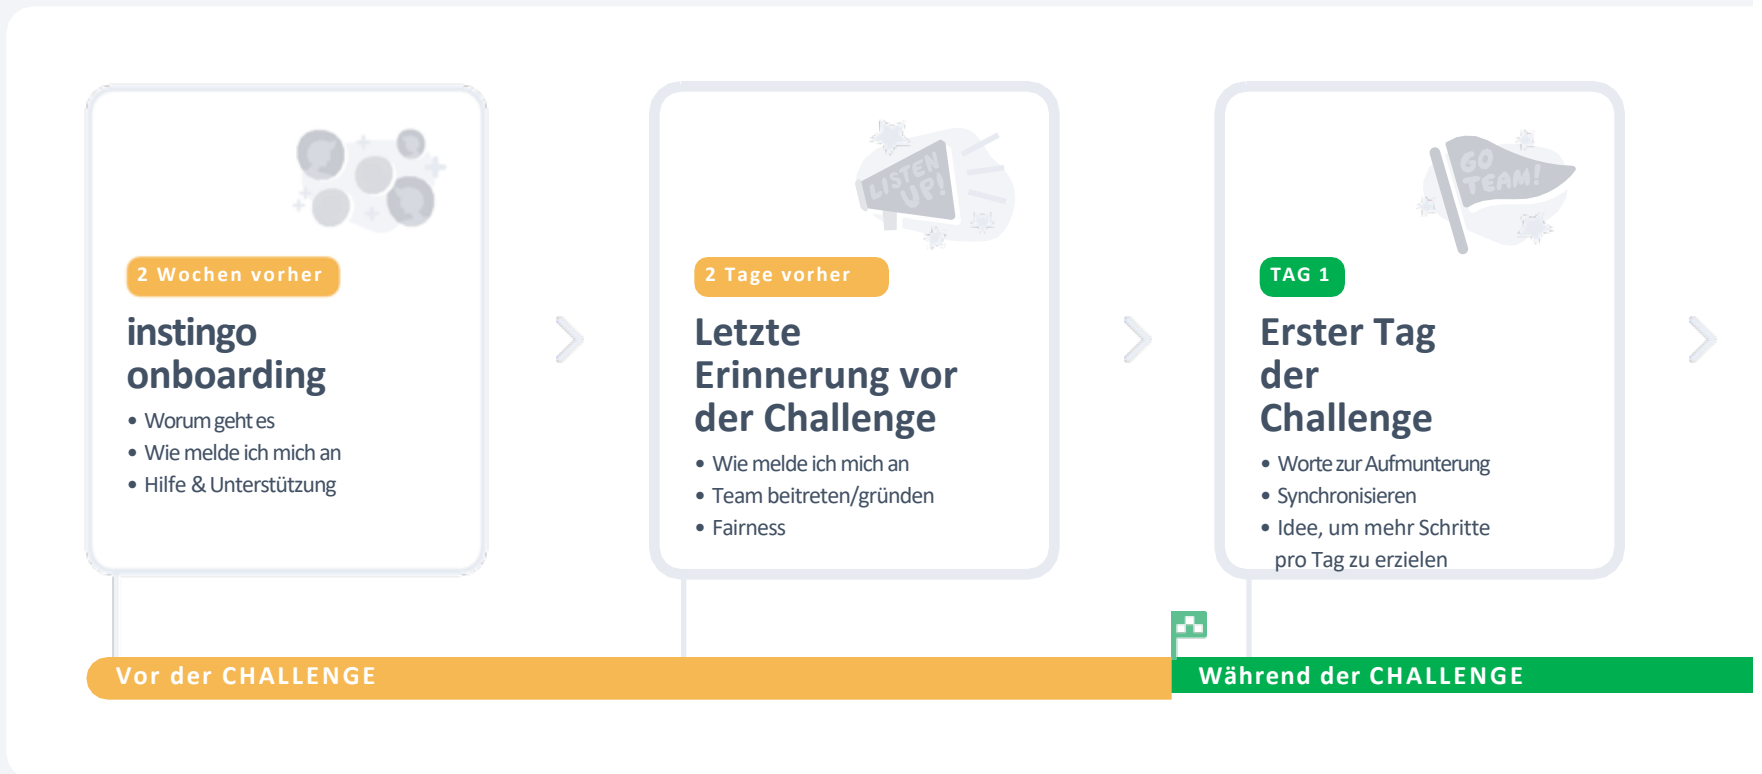 LISTEN
UP!
2 Wochen vorher
instingo
onboarding
• Worum geht es
• Wie melde ich mich an
• Hilfe & Unterstützung
2 Tage vorher
Letzte
Erinnerung vor
der Challenge
• Wie melde ich mich an
• Team beitreten/gründen
• Fairness
GO
TEAM!
TAG 1
Erster Tag
der
Challenge
• Worte zur Aufmunterung
• Synchronisieren
• Idee, um mehr Schritte
pro Tag zu erzielen
Vor der CHALLENGE
Während der CHALLENGE